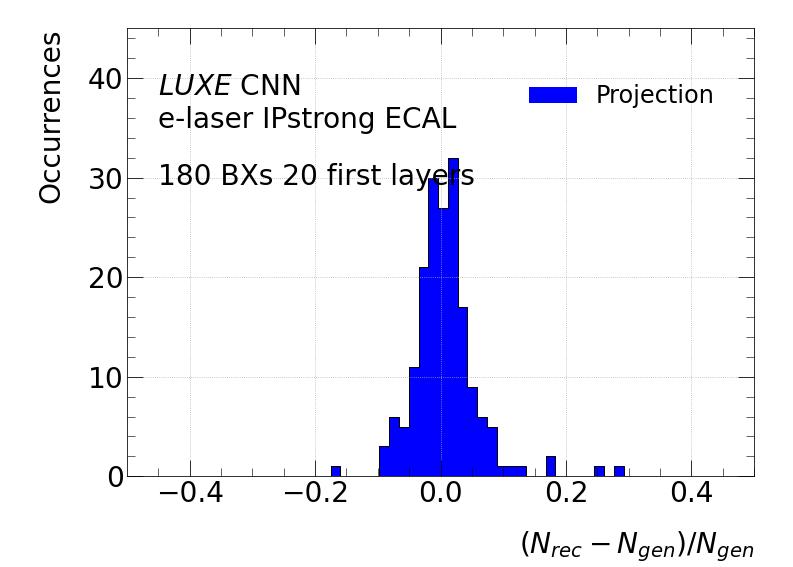 Occurrences
40
30
20
10
0
LUXE CNN
e-laser IPstrong ECAL
180 BXs 20 first layers
Projection
−0.4 −0.2 0.0 0.2 0.4
(N_rec − N_gen)/N_gen